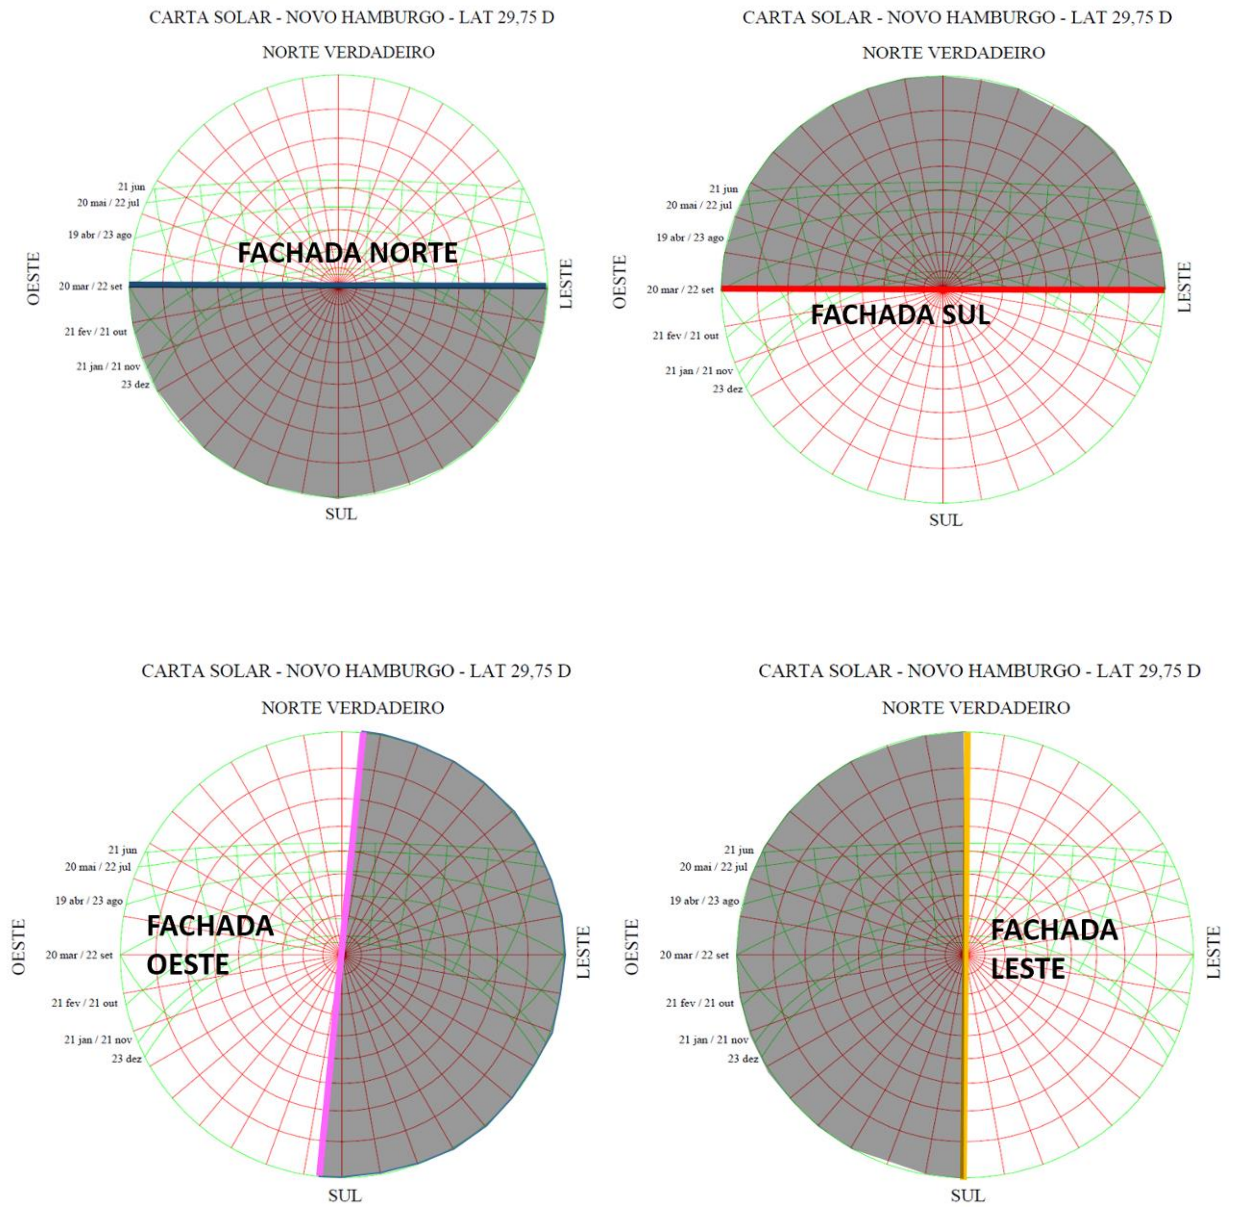 CARTA SOLAR - NOVO HAMBURGO - LAT 29,75 D
NORTE VERDADEIRO
21 jun
20 mai / 22 jul
19 abr / 23 ago
20 mar / 22 set
21 fev / 21 out
21 jan / 21 nov
23 dez
OESTE
LESTE
FACHADA NORTE
SUL
CARTA SOLAR - NOVO HAMBURGO - LAT 29,75 D
NORTE VERDADEIRO
21 jun
20 mai / 22 jul
19 abr / 23 ago
20 mar / 22 set
21 fev / 21 out
21 jan / 21 nov
23 dez
OESTE
LESTE
FACHADA SUL
SUL
CARTA SOLAR - NOVO HAMBURGO - LAT 29,75 D
NORTE VERDADEIRO
21 jun
20 mai / 22 jul
19 abr / 23 ago
20 mar / 22 set
21 fev / 21 out
21 jan / 21 nov
23 dez
OESTE
LESTE
FACHADA
OESTE
SUL
CARTA SOLAR - NOVO HAMBURGO - LAT 29,75 D
NORTE VERDADEIRO
21 jun
20 mai / 22 jul
19 abr / 23 ago
20 mar / 22 set
21 fev / 21 out
21 jan / 21 nov
23 dez
OESTE
LESTE
FACHADA
LESTE
SUL